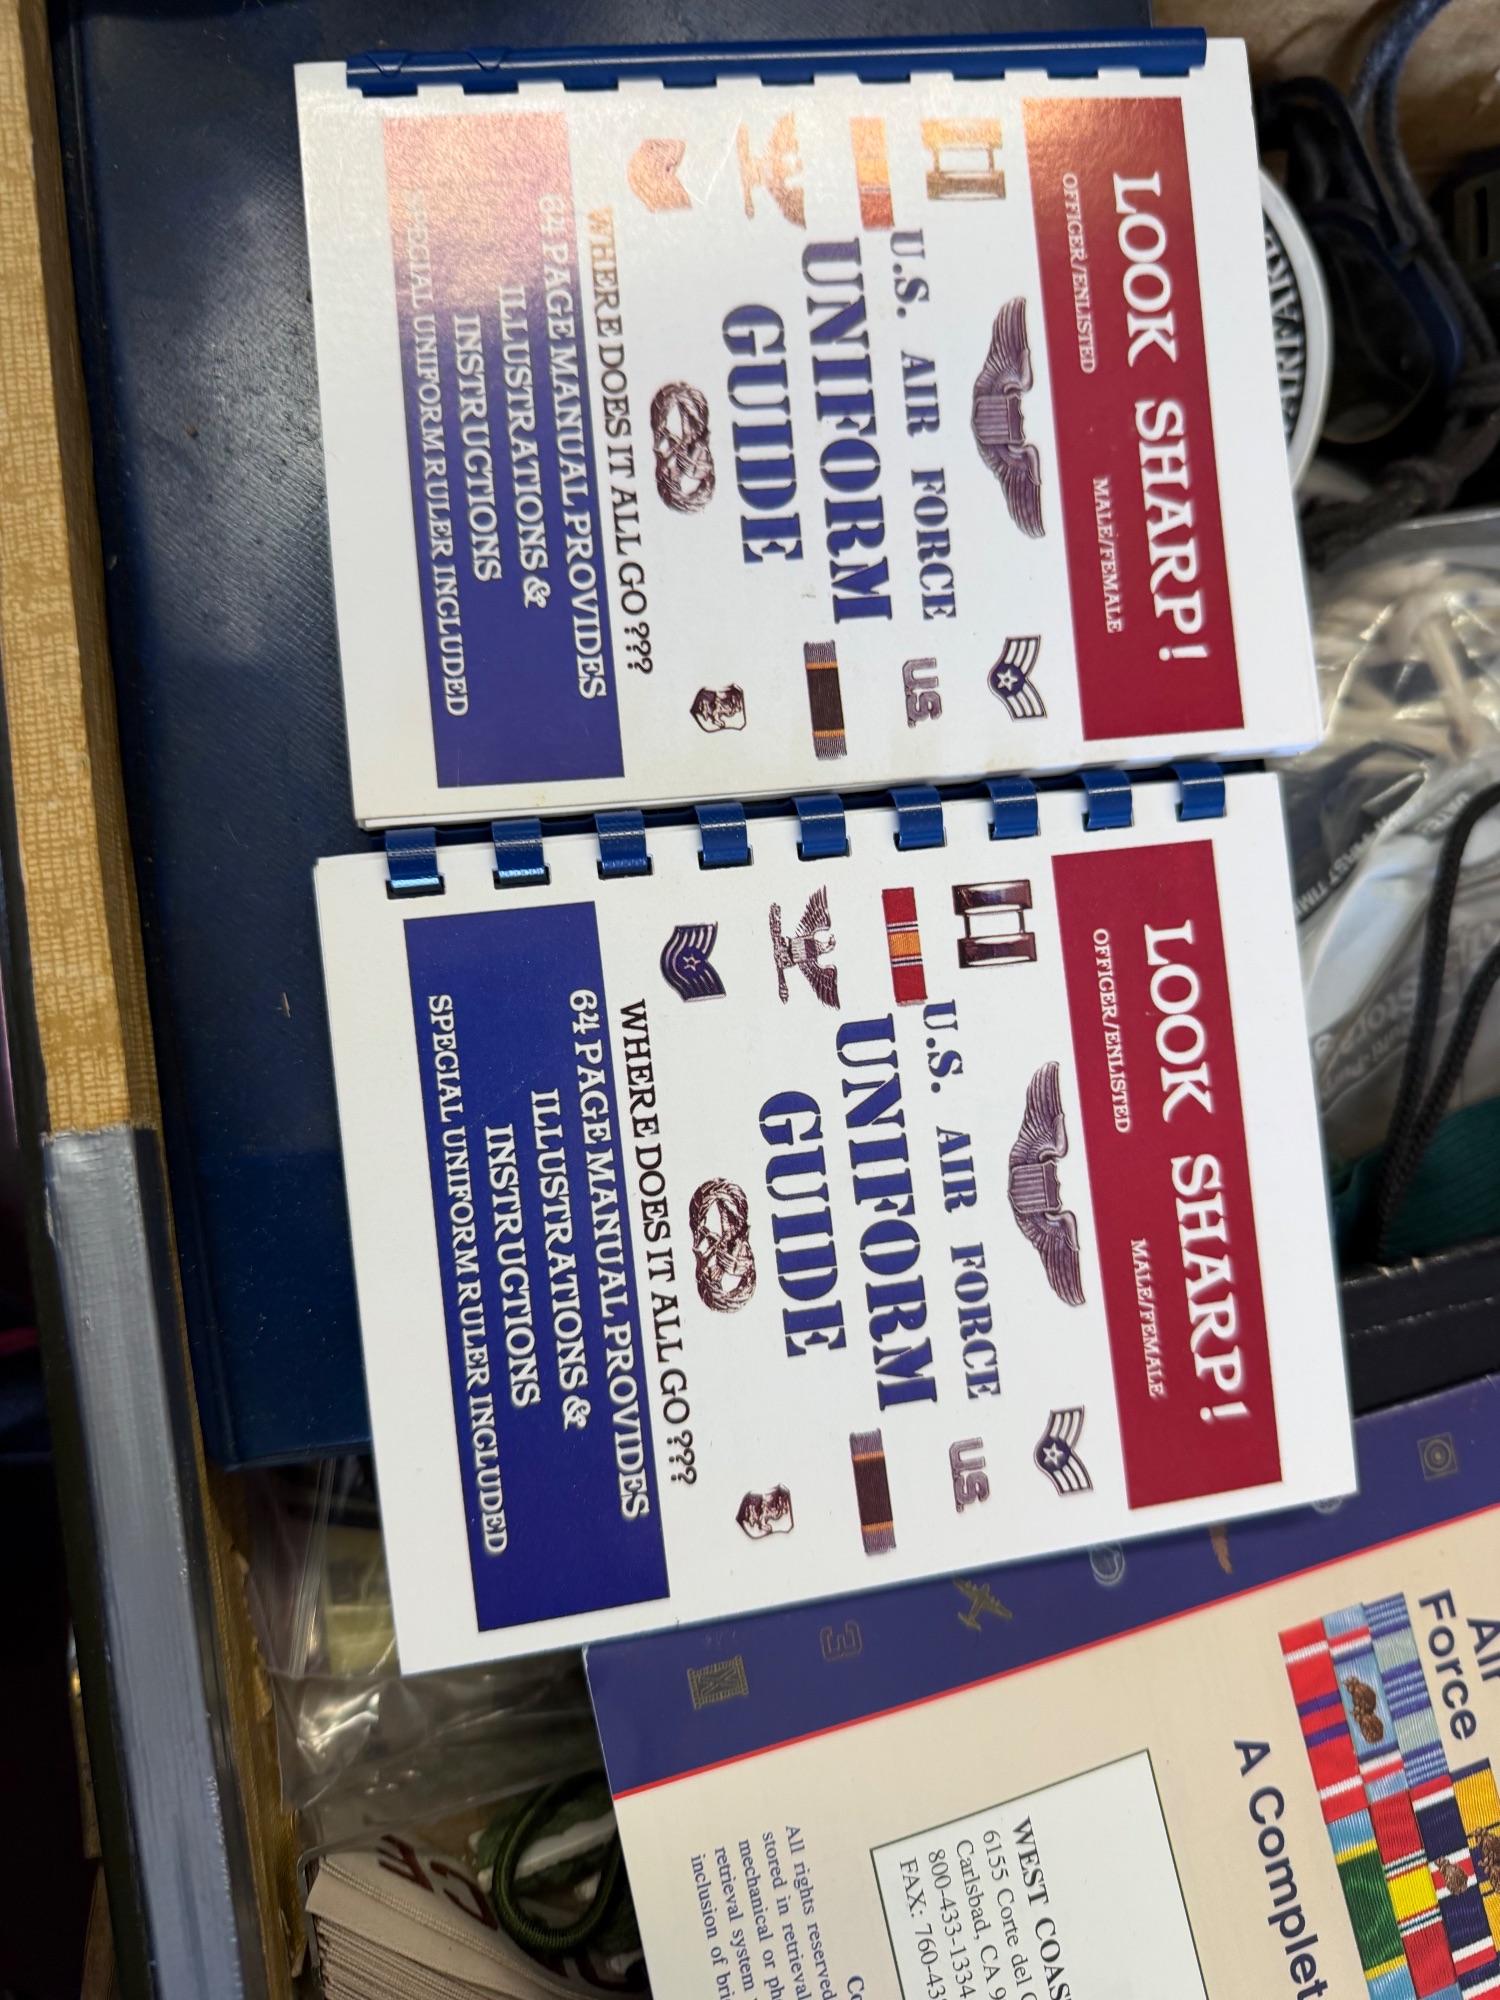 LOOK SHARP!
OFFICER/ENLISTED
MALE/FEMALE
U.S. AIR FORCE
U.S.
UNIFORM
GUIDE
WHERE DOES IT ALL GO ???
64 PAGE MANUAL PROVIDES
ILLUSTRATIONS &
INSTRUCTIONS
SPECIAL UNIFORM RULER INCLUDED
LOOK SHARP!
OFFICER/ENLISTED
MALE/FEMALE
U.S. AIR FORCE
U.S.
UNIFORM
GUIDE
WHERE DOES IT ALL GO ???
64 PAGE MANUAL PROVIDES
ILLUSTRATIONS &
INSTRUCTIONS
SPECIAL UNIFORM RULER INCLUDED
Air
Force
A Complet
3
WEST COAS
6155 Corte del C
Carlsbad, CA 9
800-433-1334
FAX: 760-43
Co
All rights reserved
stored in retrieval
mechanical or ph
retrieval system
inclusion of bri